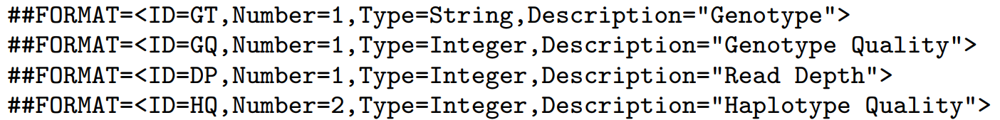 ##FORMAT=<ID=GT,Number=1,Type=String,Description="Genotype">
##FORMAT=<ID=GQ,Number=1,Type=Integer,Description="Genotype Quality">
##FORMAT=<ID=DP,Number=1,Type=Integer,Description="Read Depth">
##FORMAT=<ID=HQ,Number=2,Type=Integer,Description="Haplotype Quality">